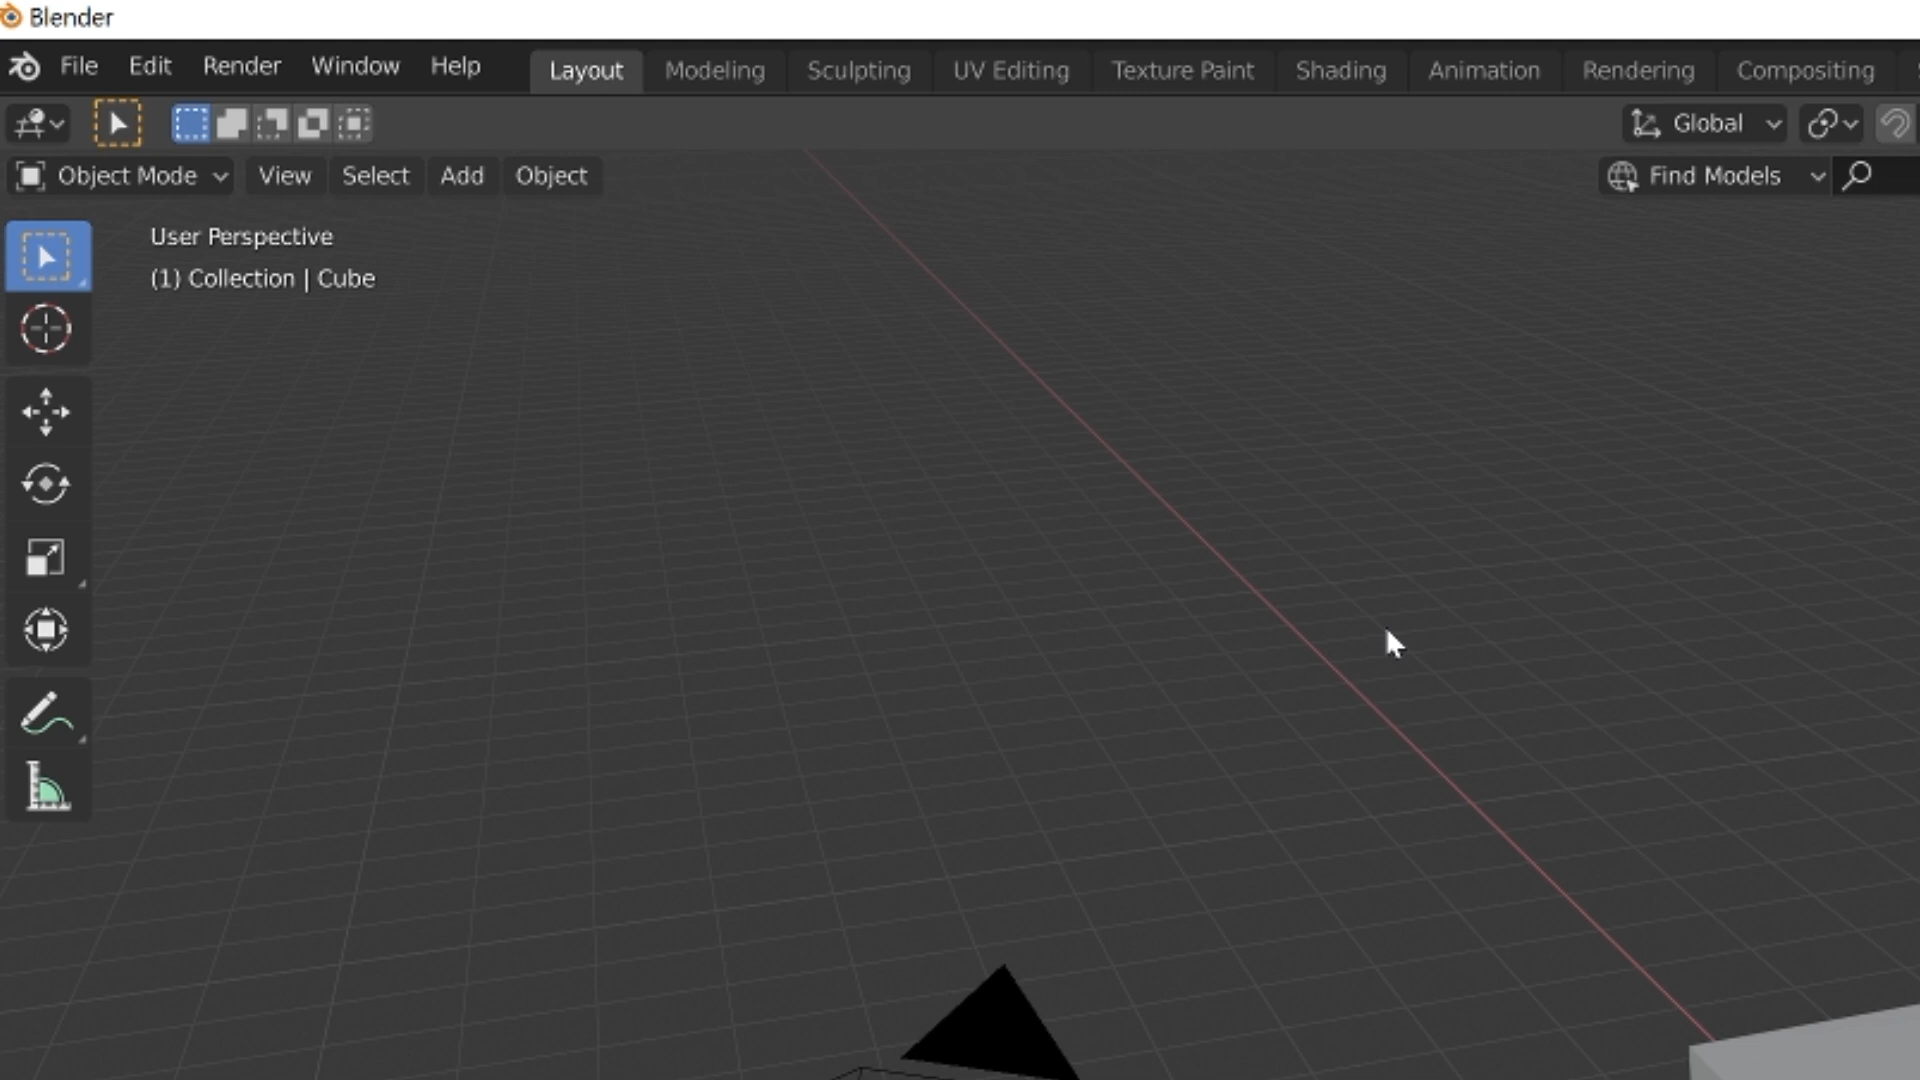 Blender
File Edit Render Window Help Layout Modeling Sculpting UV Editing Texture Paint Shading Animation Rendering Compositing
Global
Object Mode View Select Add Object Find Models
User Perspective
(1) Collection | Cube